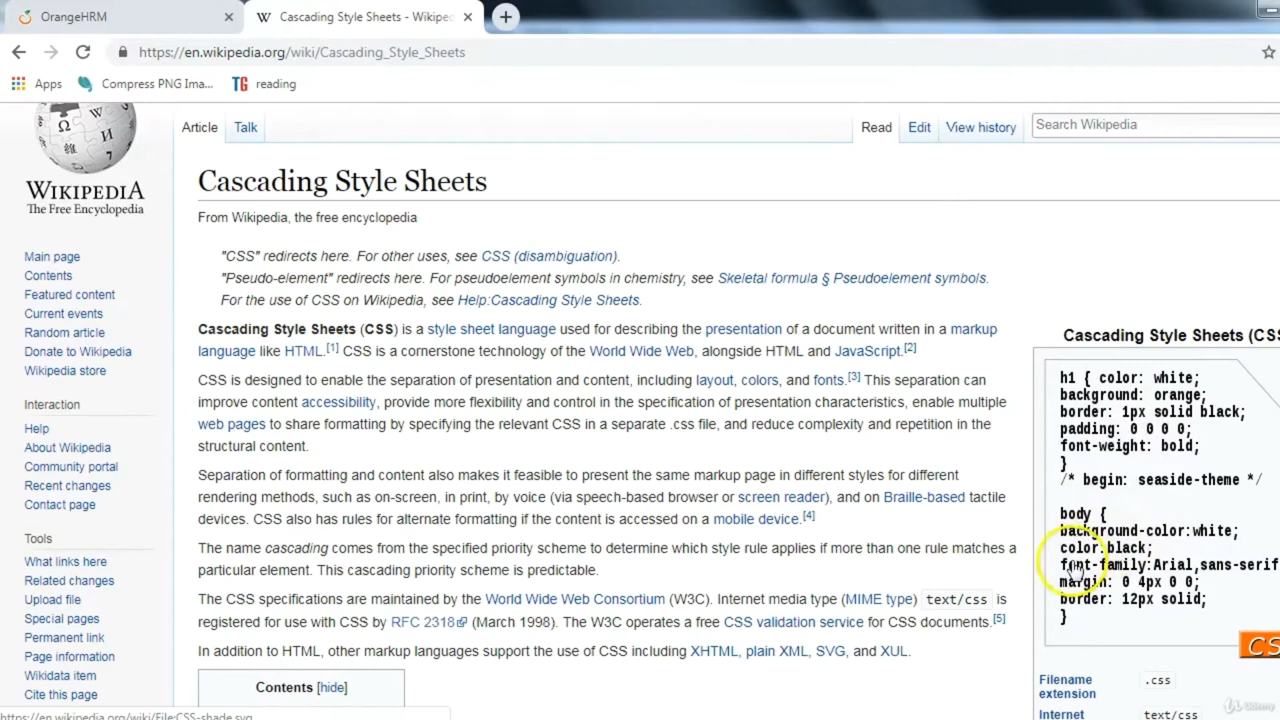 OrangeHRM
Cascading Style Sheets - Wikiped
https://en.wikipedia.org/wiki/Cascading_Style_Sheets
Apps
Compress PNG Ima...
TG reading
WIKIPEDIA
The Free Encyclopedia
Main page
Contents
Featured content
Current events
Random article
Donate to Wikipedia
Wikipedia store
Interaction
Help
About Wikipedia
Community portal
Recent changes
Contact page
Tools
What links here
Related changes
Upload file
Special pages
Permanent link
Page information
Wikidata item
Cite this page
Article Talk
Read Edit View history
Search Wikipedia
Cascading Style Sheets
From Wikipedia, the free encyclopedia
"CSS" redirects here. For other uses, see CSS (disambiguation).
"Pseudo-element" redirects here. For pseudoelement symbols in chemistry, see Skeletal formula § Pseudoelement symbols.
For the use of CSS on Wikipedia, see Help:Cascading Style Sheets.
Cascading Style Sheets (CSS) is a style sheet language used for describing the presentation of a document written in a markup
language like HTML.[1] CSS is a cornerstone technology of the World Wide Web, alongside HTML and JavaScript.[2]
CSS is designed to enable the separation of presentation and content, including layout, colors, and fonts.[3] This separation can
improve content accessibility, provide more flexibility and control in the specification of presentation characteristics, enable multiple
web pages to share formatting by specifying the relevant CSS in a separate .css file, and reduce complexity and repetition in the
structural content.
Separation of formatting and content also makes it feasible to present the same markup page in different styles for different
rendering methods, such as on-screen, in print, by voice (via speech-based browser or screen reader), and on Braille-based tactile
devices. CSS also has rules for alternate formatting if the content is accessed on a mobile device.[4]
The name cascading comes from the specified priority scheme to determine which style rule applies if more than one rule matches a
particular element. This cascading priority scheme is predictable.
The CSS specifications are maintained by the World Wide Web Consortium (W3C). Internet media type (MIME type) text/css is
registered for use with CSS by RFC 2318 (March 1998). The W3C operates a free CSS validation service for CSS documents.[5]
In addition to HTML, other markup languages support the use of CSS including XHTML, plain XML, SVG, and XUL.
Contents [hide]
Cascading Style Sheets (CSS
h1 { color: white;
background: orange;
border: 1px solid black;
padding: 0 0 0 0;
font-weight: bold;
}
/* begin: seaside-theme */
body {
background-color:white;
color:black;
font-family:Arial,sans-serif
margin: 0 4px 0 0;
border: 12px solid;
}
CS
Filename
extension
.css
Internet
text/css
https://en.wikipedia.org/wiki/File:CSS-shade.svg
Udemy